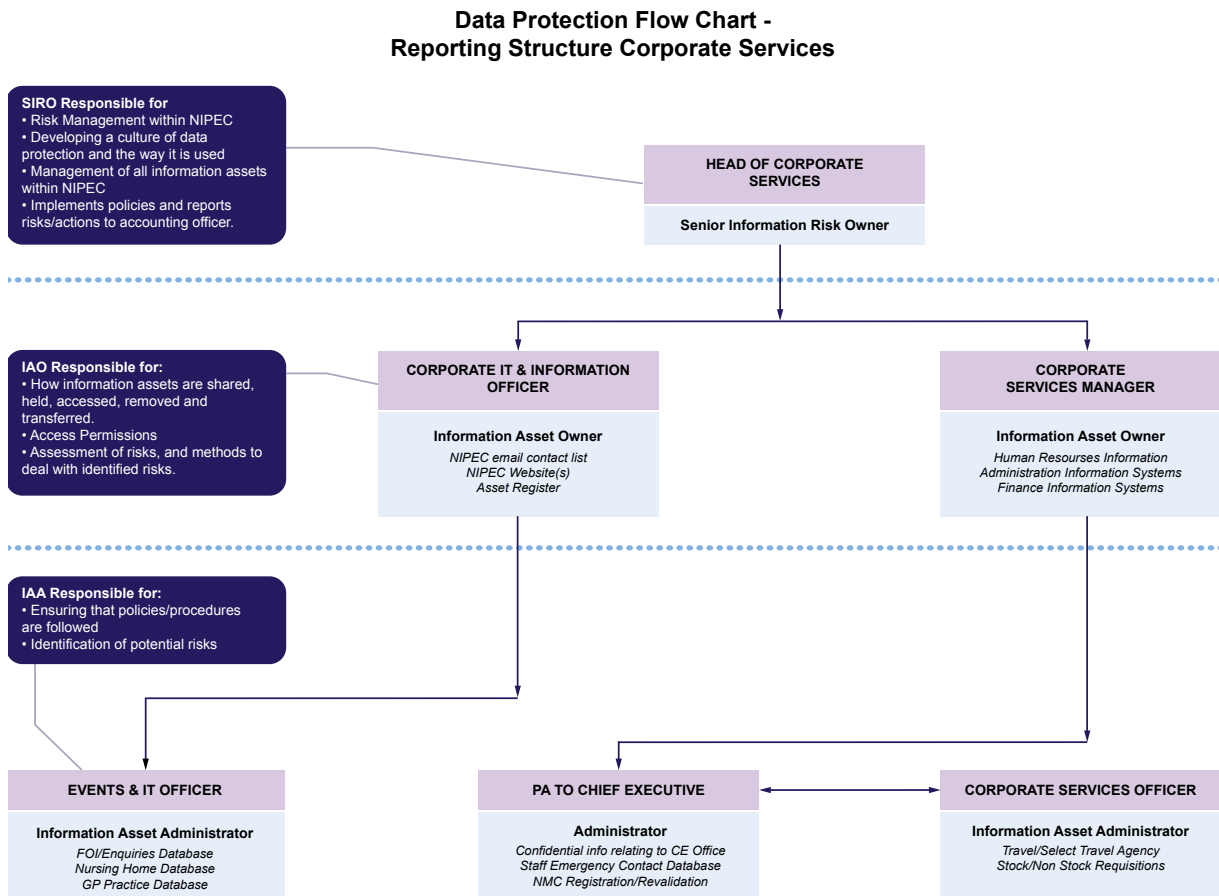 Data Protection Flow Chart -
Reporting Structure Corporate Services
SIRO Responsible for
• Risk Management within NIPEC
• Developing a culture of data
protection and the way it is used
• Management of all information assets
within NIPEC
• Implements policies and reports
risks/actions to accounting officer.
HEAD OF CORPORATE
SERVICES
Senior Information Risk Owner
IAO Responsible for:
• How information assets are shared,
held, accessed, removed and
transferred.
• Access Permissions
• Assessment of risks, and methods to
deal with identified risks.
CORPORATE IT & INFORMATION
OFFICER
Information Asset Owner
NIPEC email contact list
NIPEC Website(s)
Asset Register
CORPORATE
SERVICES MANAGER
Information Asset Owner
Human Resourses Information
Administration Information Systems
Finance Information Systems
IAA Responsible for:
• Ensuring that policies/procedures
are followed
• Identification of potential risks
EVENTS & IT OFFICER
Information Asset Administrator
FOI/Enquiries Database
Nursing Home Database
GP Practice Database
PA TO CHIEF EXECUTIVE
Administrator
Confidential info relating to CE Office
Staff Emergency Contact Database
NMC Registration/Revalidation
CORPORATE SERVICES OFFICER
Information Asset Administrator
Travel/Select Travel Agency
Stock/Non Stock Requisitions